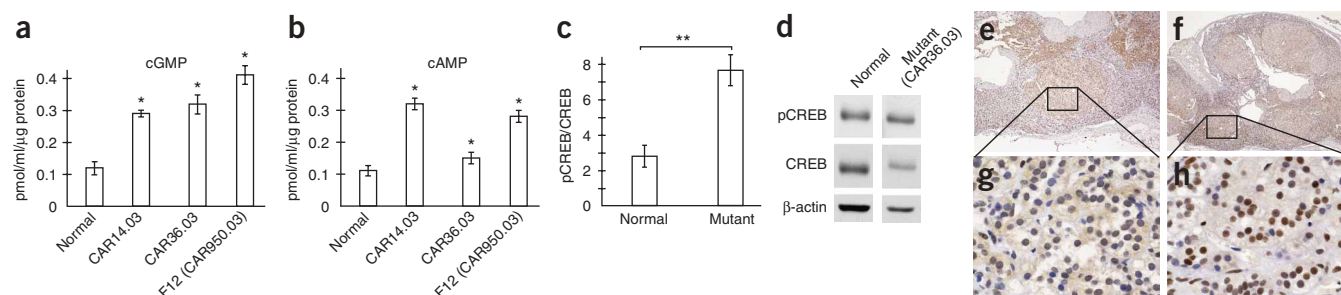 a
cGMP
pmol/ml/µg protein
0.4
0.3
0.2
0.1
0
*
*
*
Normal
CAR14.03
CAR36.03
F12 (CAR950.03)
b
cAMP
pmol/ml/µg protein
0.4
0.3
0.2
0.1
0
*
*
*
Normal
CAR14.03
CAR36.03
F12 (CAR950.03)
c
**
pCREB/CREB
8
6
4
2
0
Normal
Mutant
d
Normal
Mutant
(CAR36.03)
pCREB
CREB
β-actin
e
f
g
h